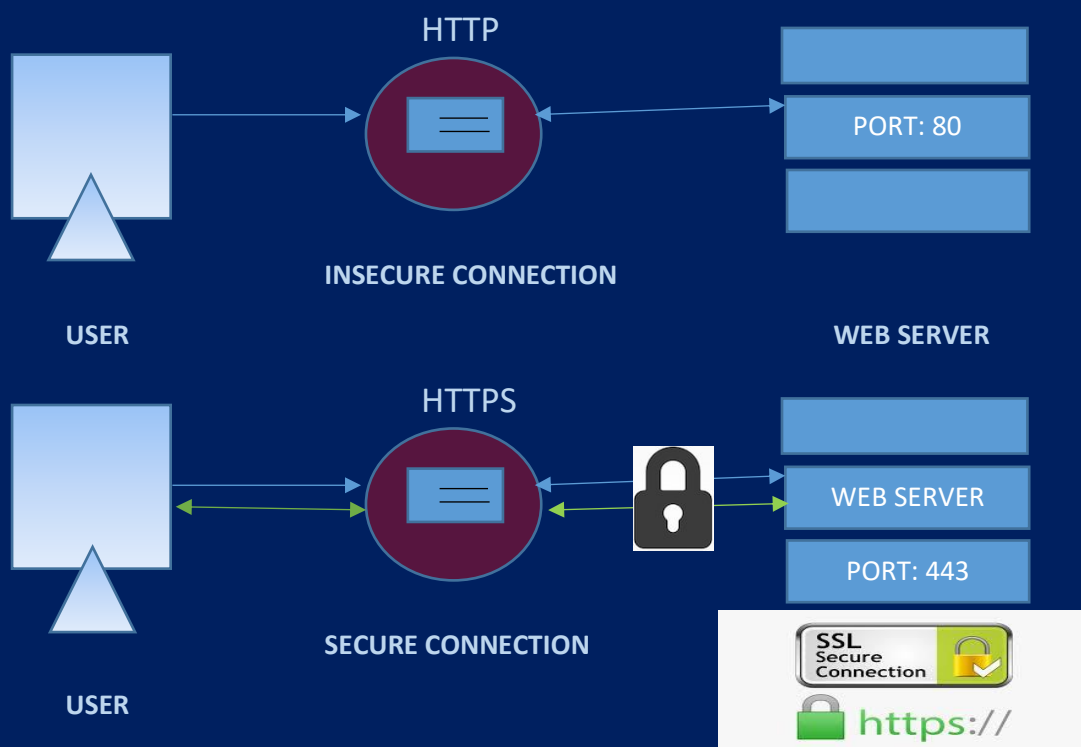 HTTP
PORT: 80
INSECURE CONNECTION
USER
WEB SERVER
HTTPS
WEB SERVER
PORT: 443
SECURE CONNECTION
SSL
Secure
Connection
USER
https://